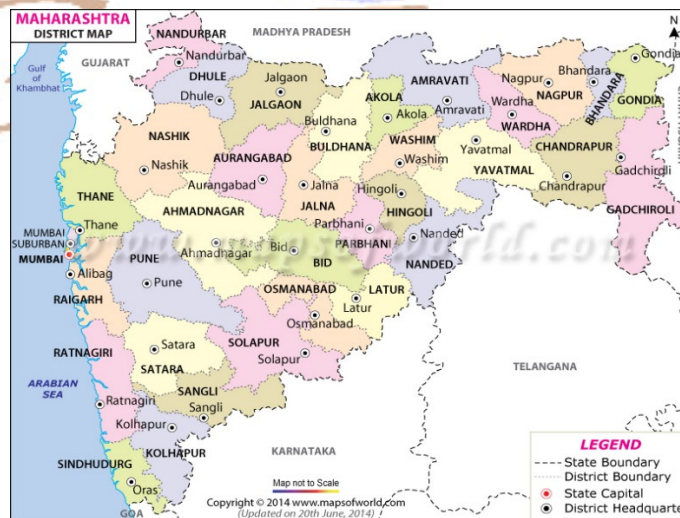 MAHARASHTRA
DISTRICT MAP
MADHYA PRADESH
GUJARAT
Gulf
of
Khambhat
NANDURBAR
Nandurbar
DHULE
Dhule
Jalgaon
JALGAON
AMRAVATI
Amravati
AKOLA
Akola
Buldhana
BULDHANA
WASHIM
Washim
Wardha
WARDHA
Nagpur
NAGPUR
Bhandara
BHANDARA
Gondia
GONDIA
N
NASHIK
Nashik
AURANGABAD
Aurangabad
Jalna
JALNA
Hingoli
HINGOLI
Yavatmal
YAVATMAL
CHANDRAPUR
Chandrapur
Gadchirdli
GADCHIROLI
THANE
Thane
MUMBAI
SUBURBAN
MUMBAI
Alibag
RAIGARH
AHMADNAGAR
Ahmadnagar
PUNE
Pune
Bid
BID
Parbhani
PARBHANI
Nanded
NANDED
www.mapsofworld.com
OSMANABAD
Osmanabad
LATUR
Latur
SOLAPUR
Solapur
Satara
SATARA
RATNAGIRI
Ratnagiri
ARABIAN
SEA
SANGLI
Sangli
Kolhapur
KOLHAPUR
SINDHUDURG
Oras
GOA
KARNATAKA
TELANGANA
Map not to Scale
Copyright © 2014 www.mapsofworld.com
(Updated on 20th June, 2014)
LEGEND
State Boundary
District Boundary
State Capital
District Headquarte